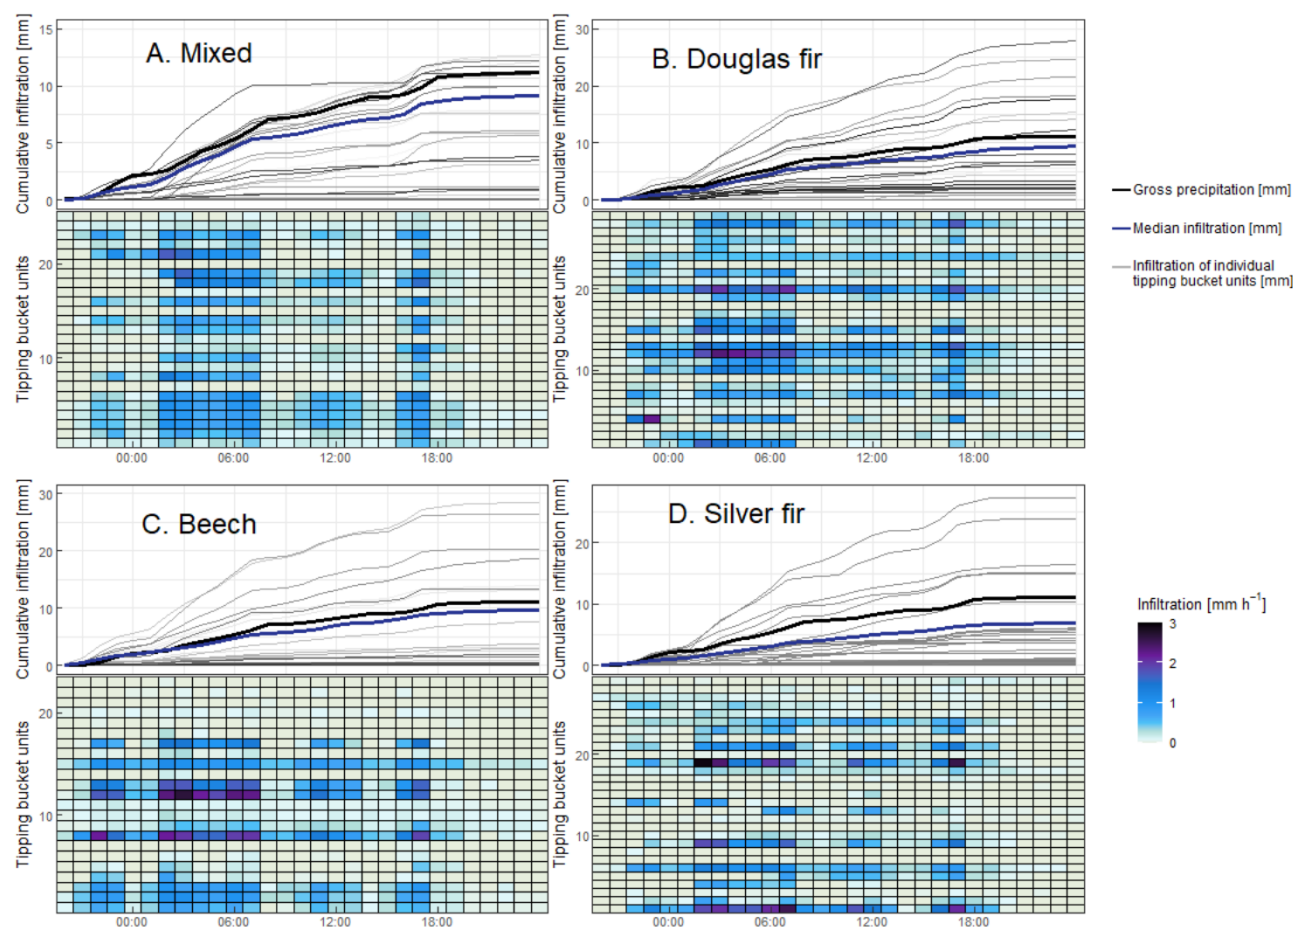 A. Mixed
Cumulative infiltration [mm]
15
10
5
0
Tipping bucket units
20
10
00:00 06:00 12:00 18:00
B. Douglas fir
Cumulative infiltration [mm]
30
20
10
0
Tipping bucket units
20
10
00:00 06:00 12:00 18:00
C. Beech
Cumulative infiltration [mm]
30
20
10
0
Tipping bucket units
20
10
00:00 06:00 12:00 18:00
D. Silver fir
Cumulative infiltration [mm]
20
10
0
Tipping bucket units
20
10
00:00 06:00 12:00 18:00
Gross precipitation [mm]
Median infiltration [mm]
Infiltration of individual
tipping bucket units [mm]
Infiltration [mm h⁻¹]
3
2
1
0